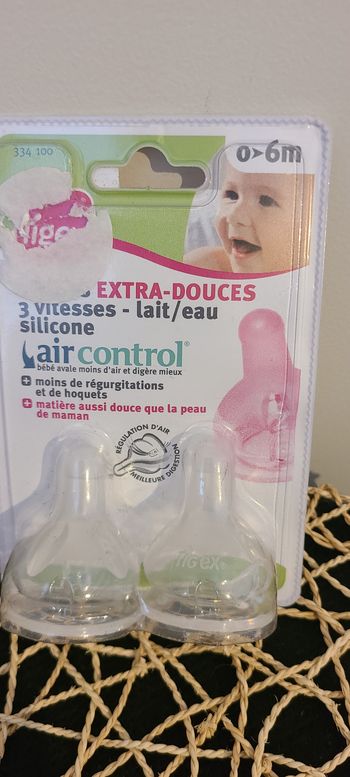 334 100
0>6m
Tigex
EXTRA-DOUCES
3 vitesses - lait/eau
silicone
air control®
bébé avale moins d'air et digère mieux
+ moins de régurgitations
et de hoquets
+ matière aussi douce que la peau
de maman
RÉGULATION D'AIR
MEILLEURE DIGESTION
Tigex